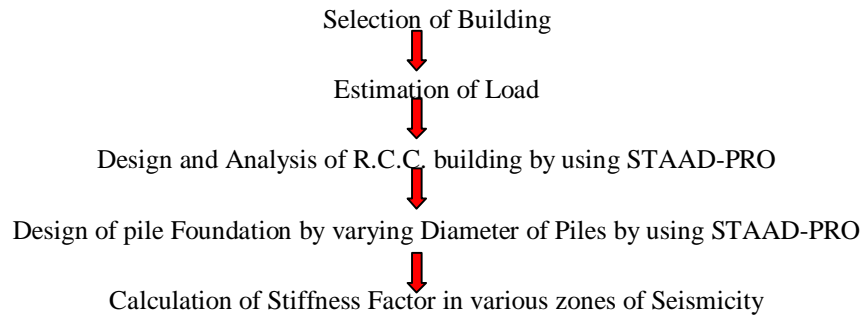 Selection of Building
Estimation of Load
Design and Analysis of R.C.C. building by using STAAD-PRO
Design of pile Foundation by varying Diameter of Piles by using STAAD-PRO
Calculation of Stiffness Factor in various zones of Seismicity